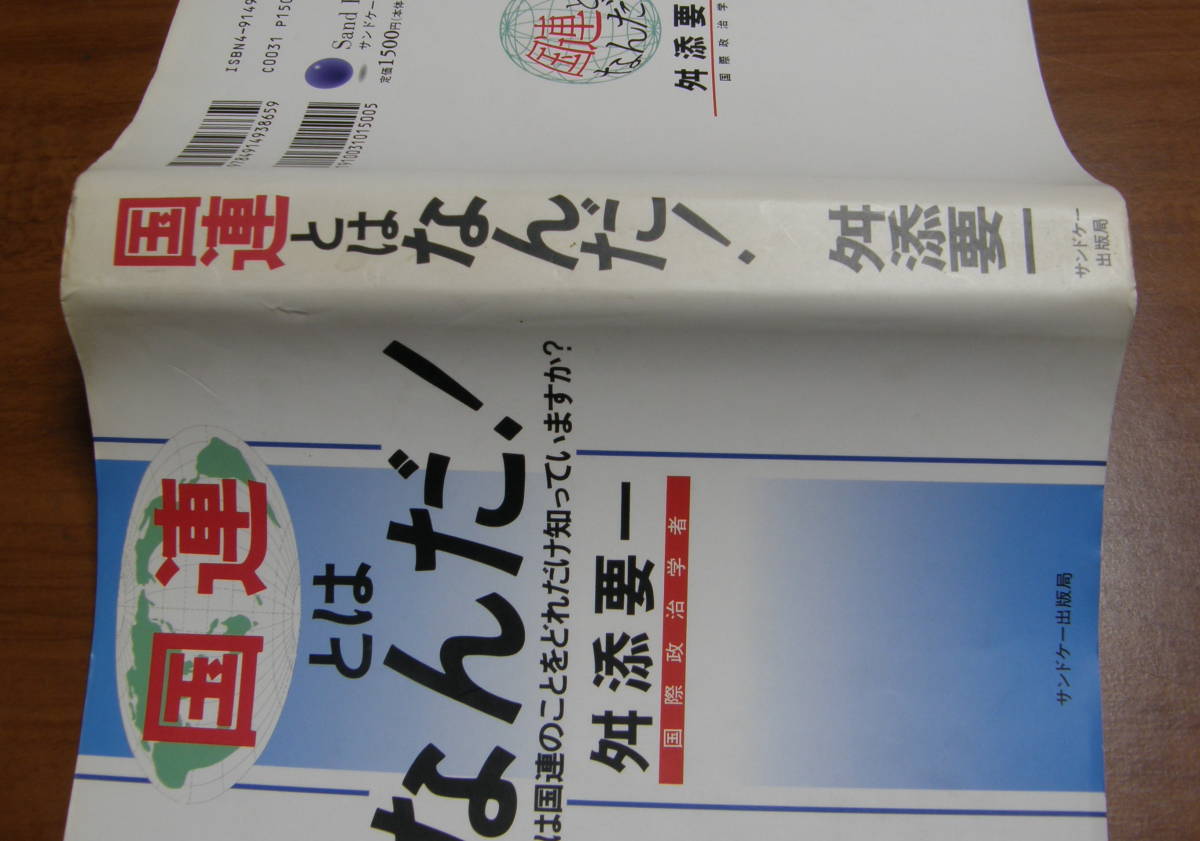 ISBN4-9149
C0031 P150
Sand
サンドケー
定価1500円(本体
9784914938659
1910031015005
国連と
なんだ
舛添要
国際政治学
国連とはなんだ!
舛添要一
サンドケー
出版局
国連
とは
なんだ!
は国連のことをどれだけ知っていますか?
舛添要一
国際政治学者
サンドケー出版局